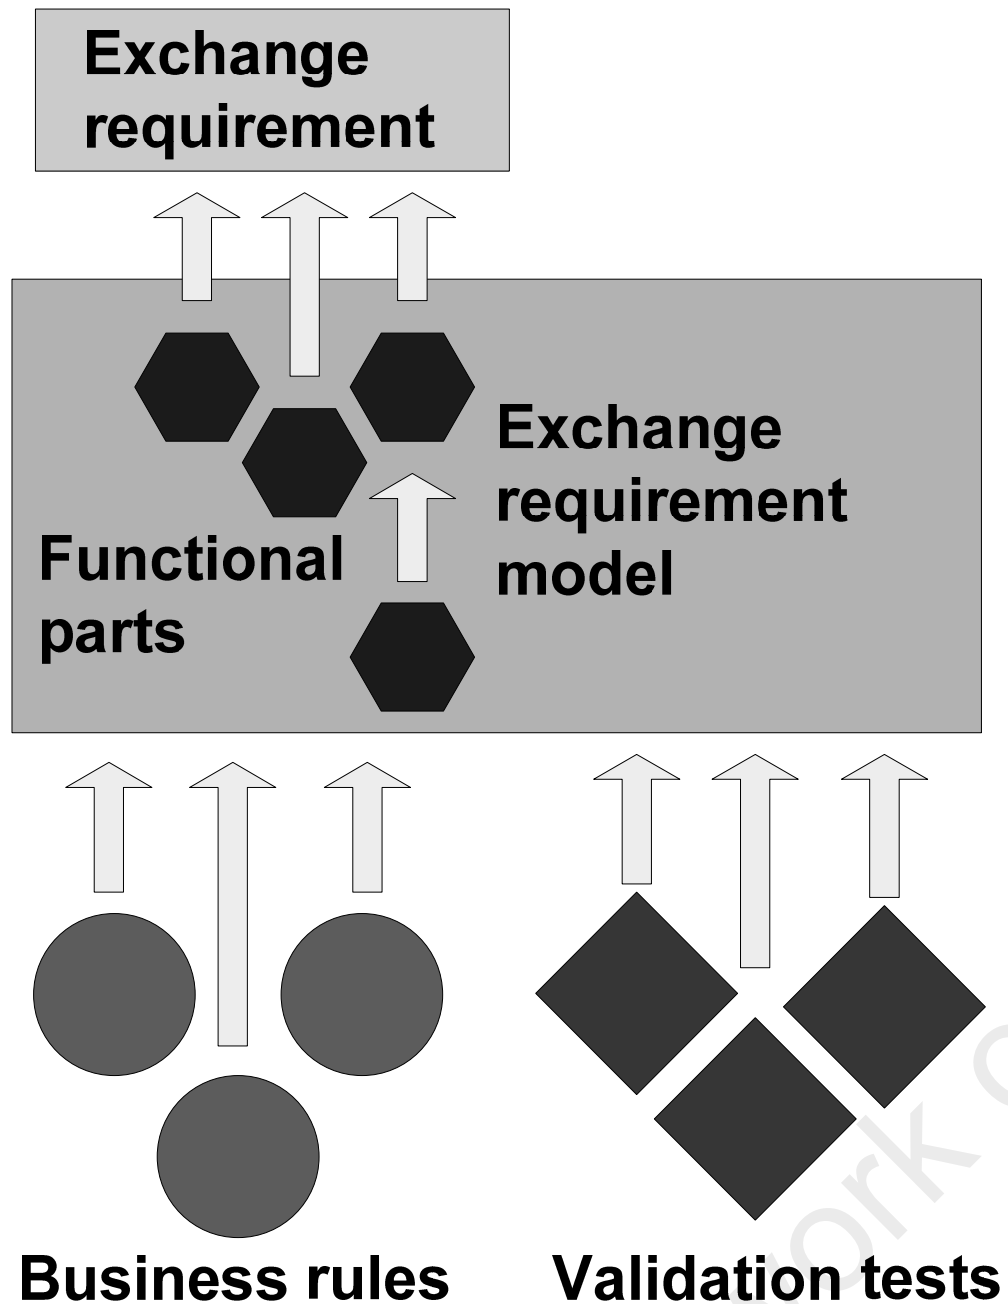 Exchange
requirement
Exchange
requirement
model
Functional
parts
Business rules
Validation tests